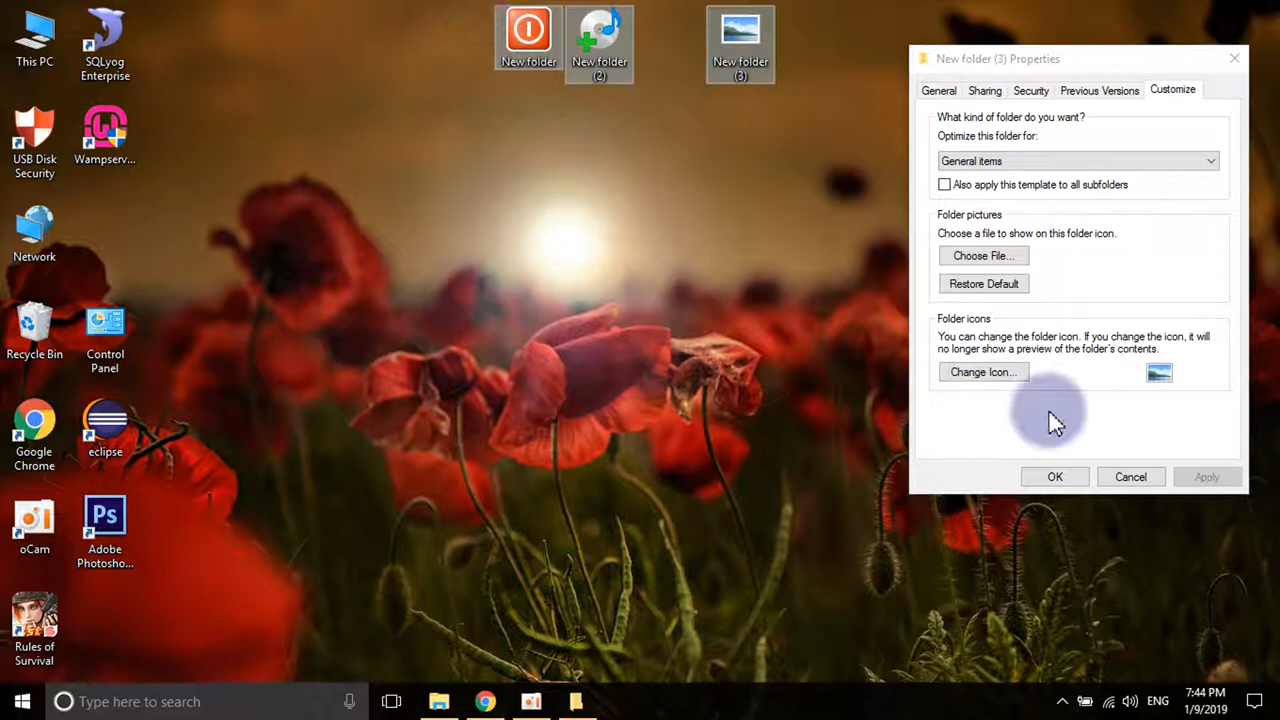 This PC
SQLyog
Enterprise
New folder
New folder
(2)
New folder
(3)
USB Disk
Security
Wampserv...
Network
Recycle Bin
Control
Panel
Google
Chrome
eclipse
oCam
Ps
Adobe
Photosho...
Rules of
Survival
New folder (3) Properties
General
Sharing
Security
Previous Versions
Customize
What kind of folder do you want?
Optimize this folder for:
General items
Also apply this template to all subfolders
Folder pictures
Choose a file to show on this folder icon.
Choose File...
Restore Default
Folder icons
You can change the folder icon. If you change the icon, it will
no longer show a preview of the folder's contents.
Change Icon...
OK
Cancel
Apply
Type here to search
ENG
7:44 PM
1/9/2019